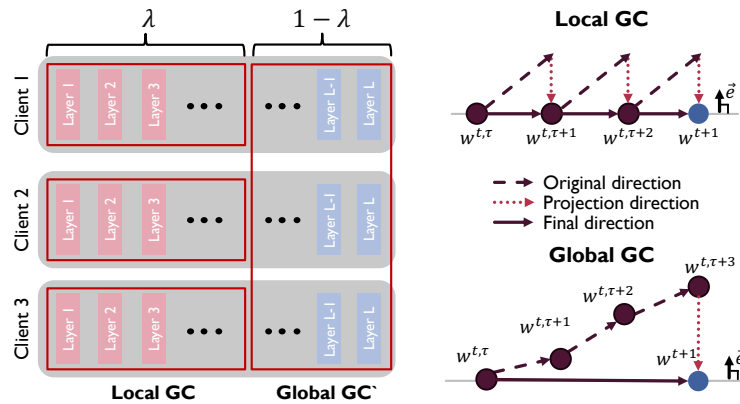 λ
1 − λ
Client 1
Layer 1
Layer 2
Layer 3
Layer L-1
Layer L
Client 2
Layer 1
Layer 2
Layer 3
Layer L-1
Layer L
Client 3
Layer 1
Layer 2
Layer 3
Layer L-1
Layer L
Local GC
Global GC`
Local GC
e⃗
w^{t,τ}
w^{t,τ+1}
w^{t,τ+2}
w^{t+1}
Original direction
Projection direction
Final direction
Global GC
w^{t,τ+3}
w^{t,τ+2}
w^{t,τ+1}
w^{t,τ}
w^{t+1}
e⃗